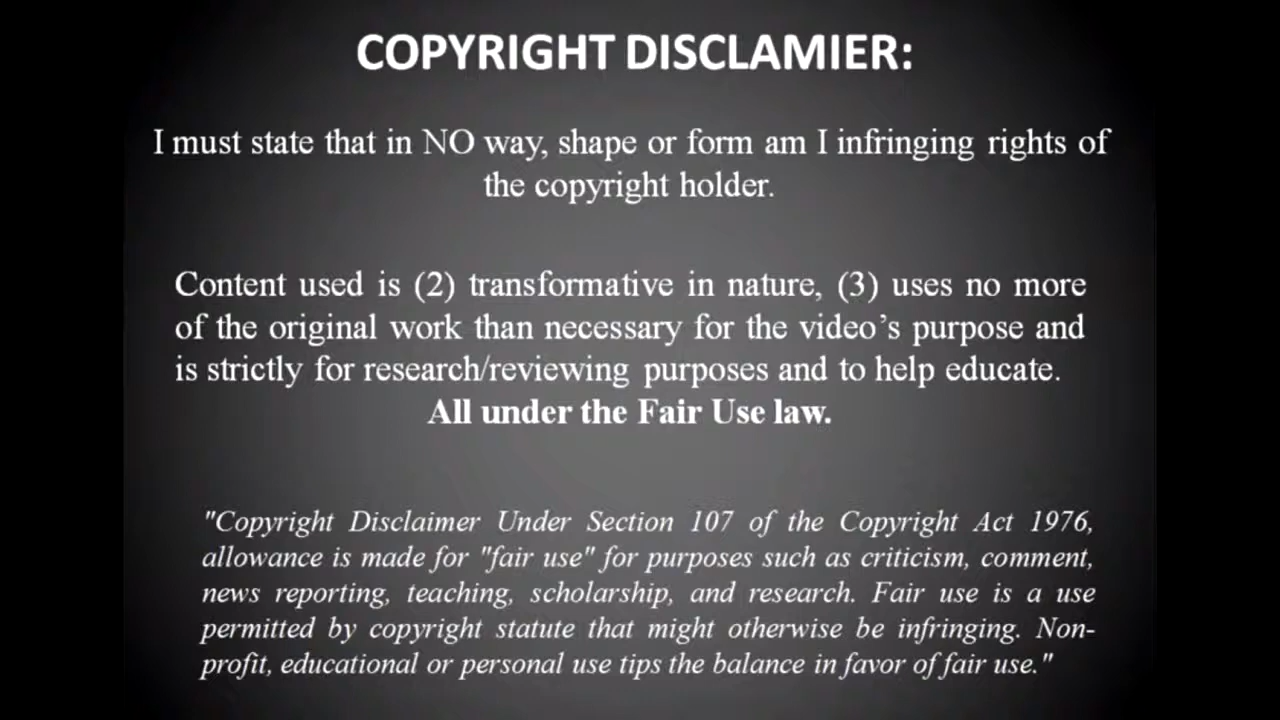 COPYRIGHT DISCLAMIER:
I must state that in NO way, shape or form am I infringing rights of
the copyright holder.
Content used is (2) transformative in nature, (3) uses no more
of the original work than necessary for the video’s purpose and
is strictly for research/reviewing purposes and to help educate.
All under the Fair Use law.
"Copyright Disclaimer Under Section 107 of the Copyright Act 1976,
allowance is made for "fair use" for purposes such as criticism, comment,
news reporting, teaching, scholarship, and research. Fair use is a use
permitted by copyright statute that might otherwise be infringing. Non-
profit, educational or personal use tips the balance in favor of fair use."